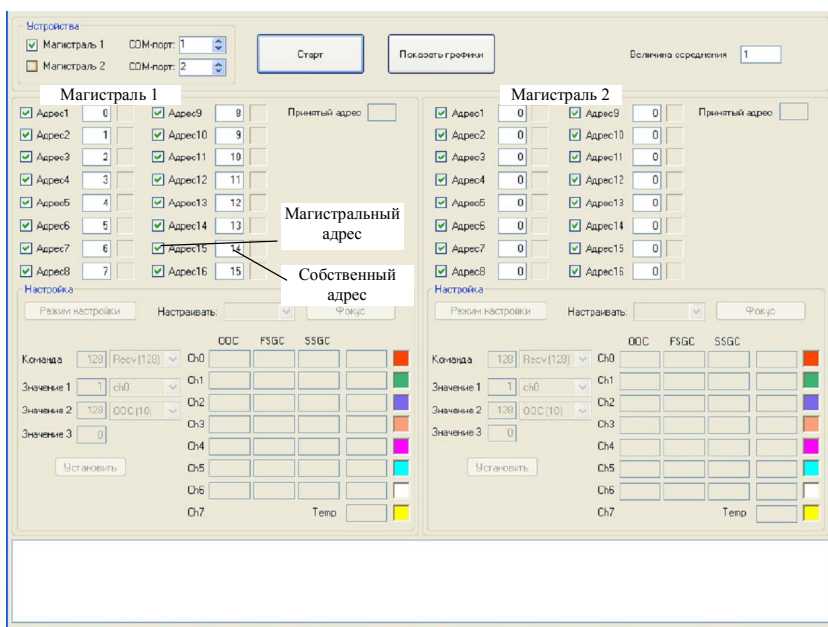 Устройства
Магистраль 1 COM-порт: 1
Магистраль 2 COM-порт: 2
Старт
Показать графики
Величина осреднения 1
Магистраль 1
Адрес1 0 Адрес9 8 Принятый адрес
Адрес2 1 Адрес10 9
Адрес3 2 Адрес11 10
Адрес4 3 Адрес12 11
Адрес5 4 Адрес13 12
Адрес6 5 Адрес14 13
Адрес7 6 Адрес15 14
Адрес8 7 Адрес16 15
Магистральный
адрес
Собственный
адрес
Настройка
Режим настройки Настраивать: Фокус
OOC FSGC SSGC
Команда 128 Recv (128) Ch0
Значение 1 1 ch0 Ch1
Значение 2 128 OOC (10) Ch2
Значение 3 0 Ch3
Ch4
Установить Ch5
Ch6
Ch7 Temp
Магистраль 2
Адрес1 0 Адрес9 0 Принятый адрес
Адрес2 0 Адрес10 0
Адрес3 0 Адрес11 0
Адрес4 0 Адрес12 0
Адрес5 0 Адрес13 0
Адрес6 0 Адрес14 0
Адрес7 0 Адрес15 0
Адрес8 0 Адрес16 0
Настройка
Режим настройки Настраивать: Фокус
OOC FSGC SSGC
Команда 128 Recv (128) Ch0
Значение 1 1 ch0 Ch1
Значение 2 128 OOC (10) Ch2
Значение 3 0 Ch3
Ch4
Установить Ch5
Ch6
Ch7 Temp